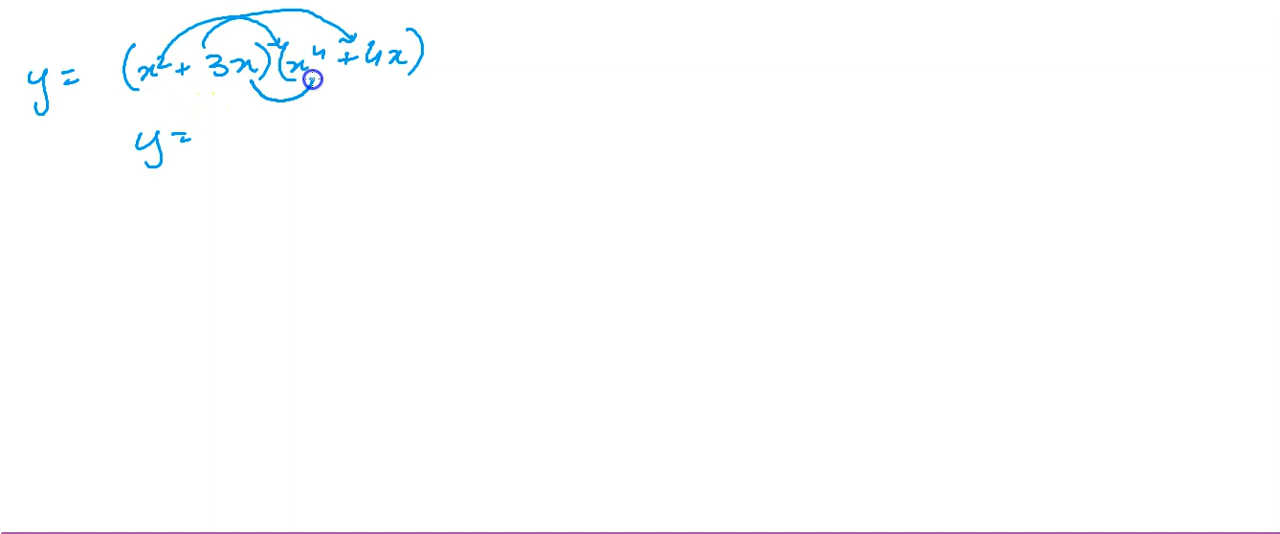 y = (x² + 3x)(x⁴ + 4x)
y =